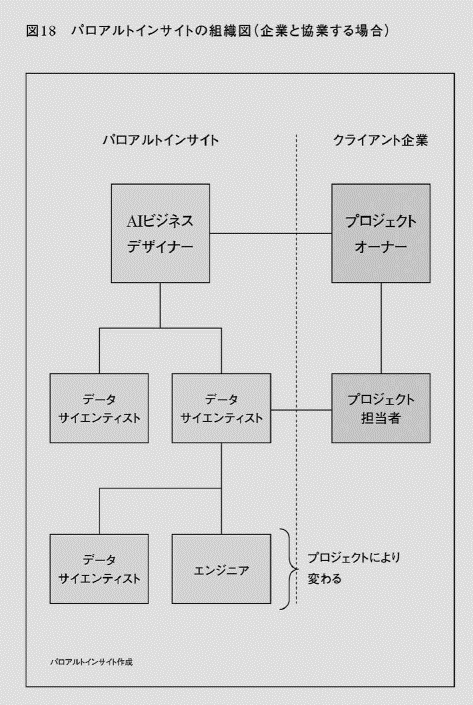 図18 パロアルトインサイトの組織図(企業と協業する場合)
パロアルトインサイト
クライアント企業
AIビジネス
デザイナー
プロジェクト
オーナー
データ
サイエンティスト
データ
サイエンティスト
プロジェクト
担当者
データ
サイエンティスト
エンジニア
プロジェクトにより
変わる
パロアルトインサイト作成